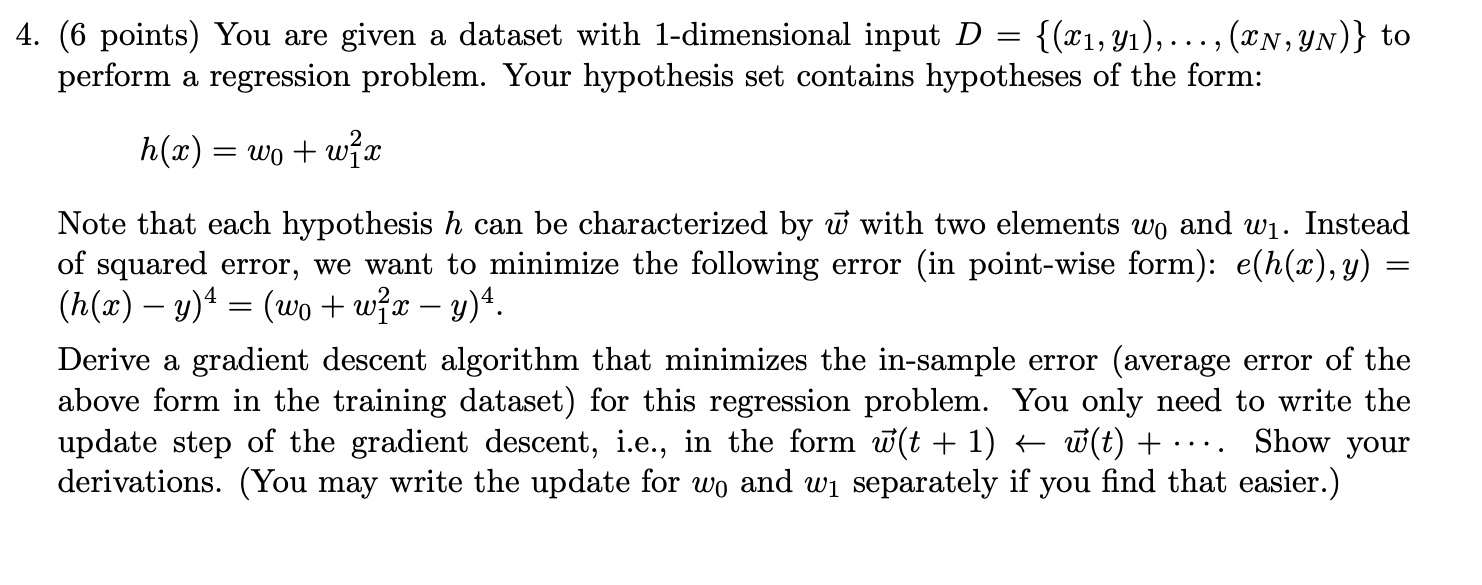 4. (6 points) You are given a dataset with 1-dimensional input D = {(x₁, y₁), . . . , (x_N, y_N)} to
perform a regression problem. Your hypothesis set contains hypotheses of the form:
h(x) = w₀ + w₁²x
Note that each hypothesis h can be characterized by w⃗ with two elements w₀ and w₁. Instead
of squared error, we want to minimize the following error (in point-wise form): e(h(x), y) =
(h(x) − y)⁴ = (w₀ + w₁²x − y)⁴.
Derive a gradient descent algorithm that minimizes the in-sample error (average error of the
above form in the training dataset) for this regression problem. You only need to write the
update step of the gradient descent, i.e., in the form w⃗(t + 1) ← w⃗(t) + · · · . Show your
derivations. (You may write the update for w₀ and w₁ separately if you find that easier.)